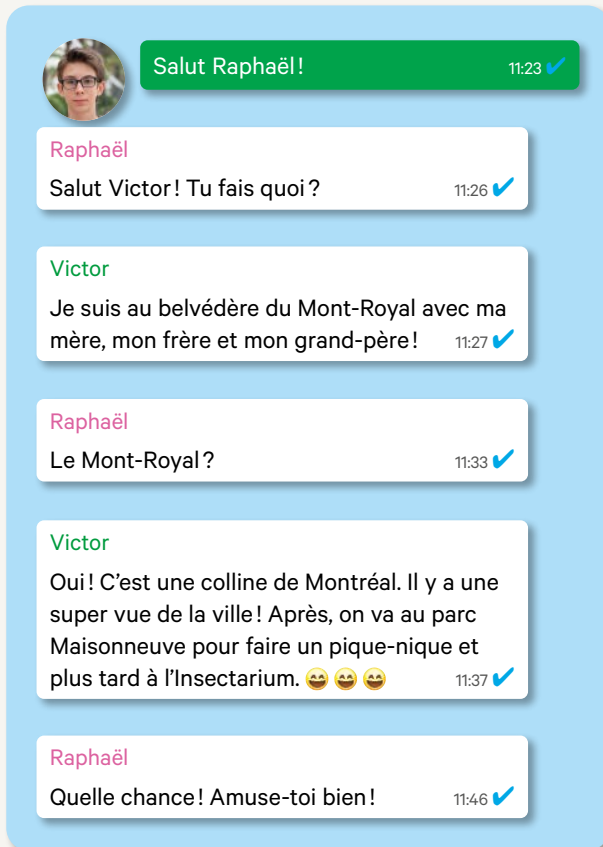 Salut Raphaël !
11:23
Raphaël
Salut Victor ! Tu fais quoi ?
11:26
Victor
Je suis au belvédère du Mont-Royal avec ma
mère, mon frère et mon grand-père !
11:27
Raphaël
Le Mont-Royal ?
11:33
Victor
Oui ! C’est une colline de Montréal. Il y a une
super vue de la ville ! Après, on va au parc
Maisonneuve pour faire un pique-nique et
plus tard à l’Insectarium. 😄 😄 😄
11:37
Raphaël
Quelle chance ! Amuse-toi bien !
11:46